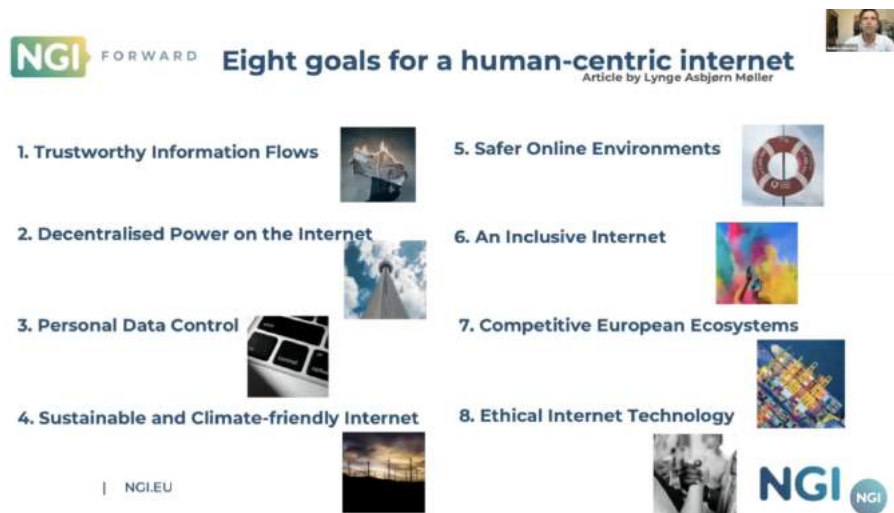 NGI FORWARD
Eight goals for a human-centric internet
Article by Lynge Asbjørn Møller
1. Trustworthy Information Flows
2. Decentralised Power on the Internet
3. Personal Data Control
4. Sustainable and Climate-friendly Internet
5. Safer Online Environments
6. An Inclusive Internet
7. Competitive European Ecosystems
8. Ethical Internet Technology
| NGI.EU
NGI
NGI